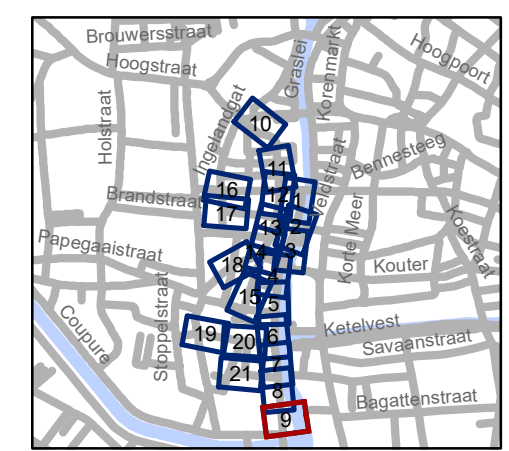 Brouwersstraat
Hoogstraat
Graslei
Korenmarkt
Hoogpoort
Holstraat
Ingelandgat
10
Veldstraat
Bennesteeg
11
16
12
1
Brandstraat
17
13
2
Korte Meer
Koestraat
Papegaaistraat
18
14
3
Kouter
4
15
5
Coupure
Stoppelstraat
19
20
6
Ketelvest
Savaanstraat
21
7
8
Bagattenstraat
9